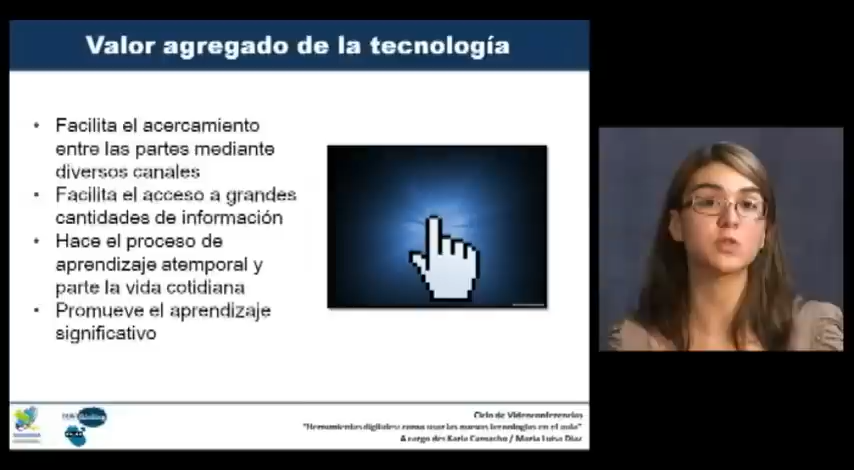 Valor agregado de la tecnología
• Facilita el acercamiento
entre las partes mediante
diversos canales
• Facilita el acceso a grandes
cantidades de información
• Hace el proceso de
aprendizaje atemporal y
parte la vida cotidiana
• Promueve el aprendizaje
significativo
Ciclo de Videoconferencias
"Herramientas digitales: como usar las nuevas tecnologías en el aula"
A cargo de: Karla Camacho / María Luisa Díaz